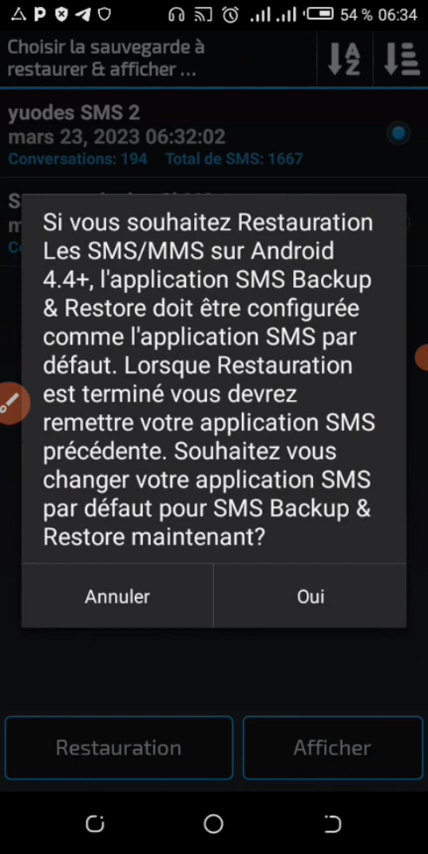 54 % 06:34
Choisir la sauvegarde à
restaurer & afficher ...
A
Z
yuodes SMS 2
mars 23, 2023 06:32:02
Conversations: 194 Total de SMS: 1667
Si vous souhaitez Restauration
Les SMS/MMS sur Android
4.4+, l'application SMS Backup
& Restore doit être configurée
comme l'application SMS par
défaut. Lorsque Restauration
est terminé vous devrez
remettre votre application SMS
précédente. Souhaitez vous
changer votre application SMS
par défaut pour SMS Backup &
Restore maintenant?
Annuler Oui
Restauration Afficher